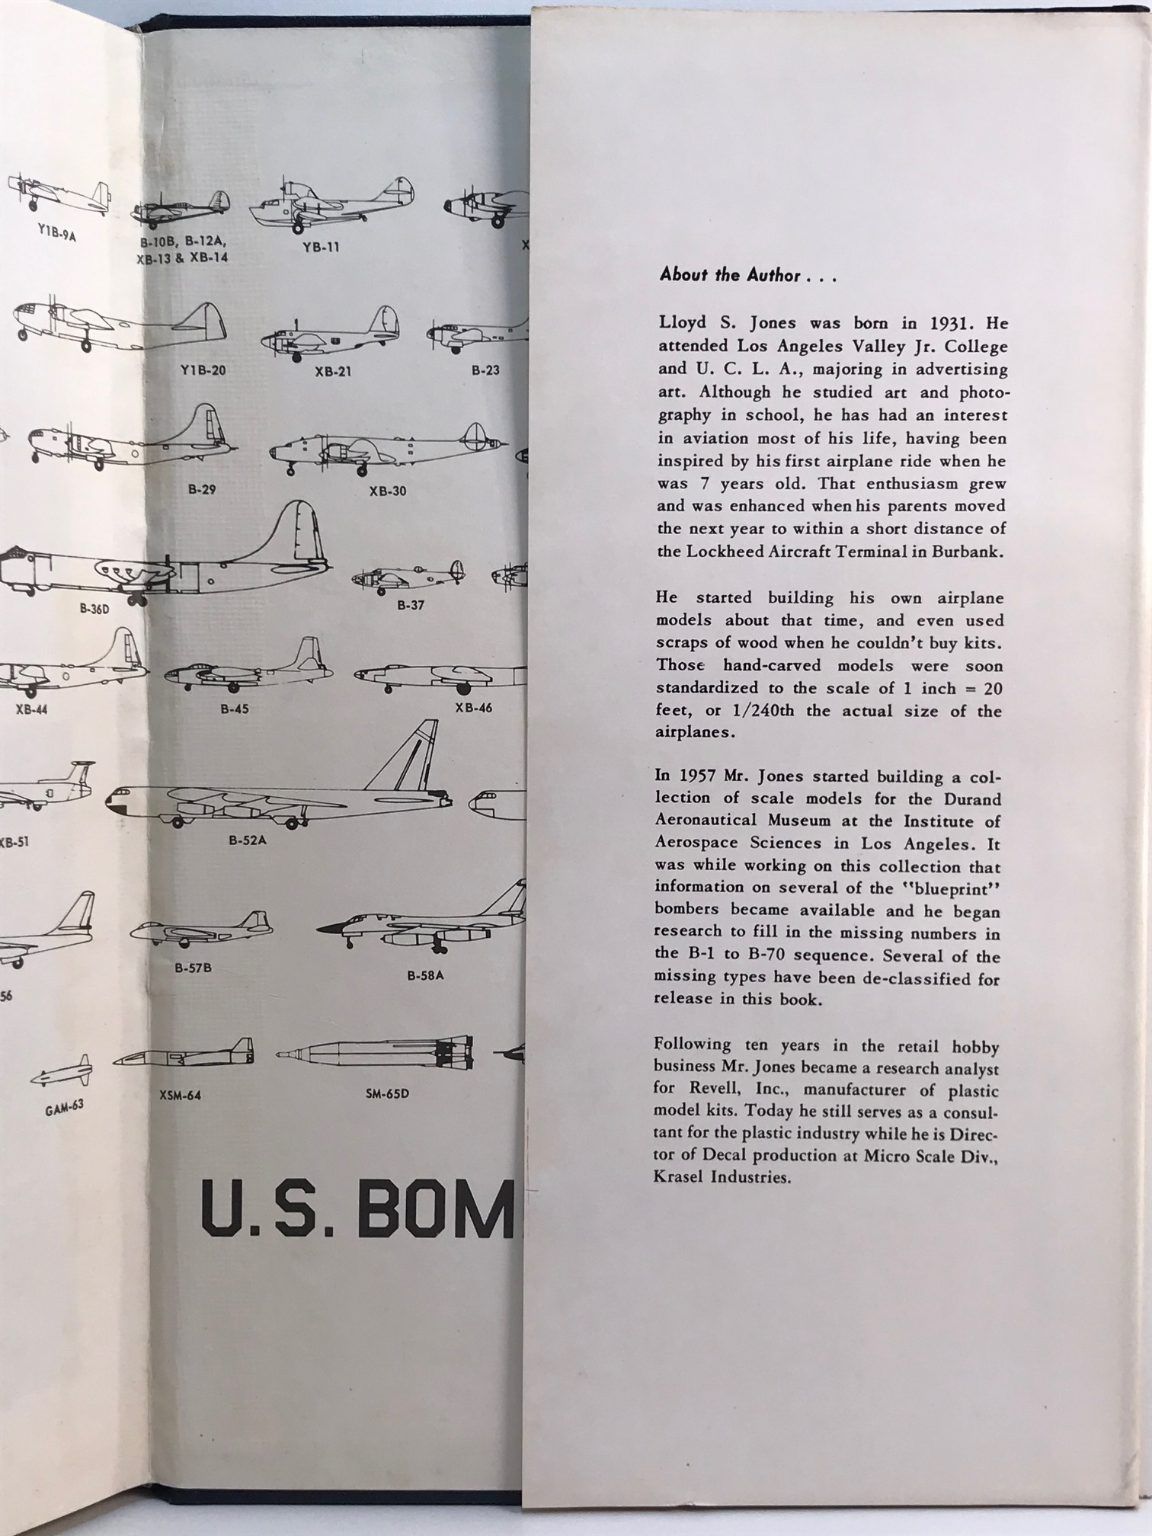 Y1B-9A
B-10B, B-12A,
XB-13 & XB-14
YB-11
X
Y1B-20
XB-21
B-23
B-29
XB-30
B-36D
B-37
XB-44
B-45
XB-46
XB-51
B-52A
56
B-57B
B-58A
GAM-63
XSM-64
SM-65D
U.S. BOM
About the Author . . .
Lloyd S. Jones was born in 1931. He
attended Los Angeles Valley Jr. College
and U. C. L. A., majoring in advertising
art. Although he studied art and photo-
graphy in school, he has had an interest
in aviation most of his life, having been
inspired by his first airplane ride when he
was 7 years old. That enthusiasm grew
and was enhanced when his parents moved
the next year to within a short distance of
the Lockheed Aircraft Terminal in Burbank.
He started building his own airplane
models about that time, and even used
scraps of wood when he couldn't buy kits.
Those hand-carved models were soon
standardized to the scale of 1 inch = 20
feet, or 1/240th the actual size of the
airplanes.
In 1957 Mr. Jones started building a col-
lection of scale models for the Durand
Aeronautical Museum at the Institute of
Aerospace Sciences in Los Angeles. It
was while working on this collection that
information on several of the "blueprint"
bombers became available and he began
research to fill in the missing numbers in
the B-1 to B-70 sequence. Several of the
missing types have been de-classified for
release in this book.
Following ten years in the retail hobby
business Mr. Jones became a research analyst
for Revell, Inc., manufacturer of plastic
model kits. Today he still serves as a consul-
tant for the plastic industry while he is Direc-
tor of Decal production at Micro Scale Div.,
Krasel Industries.